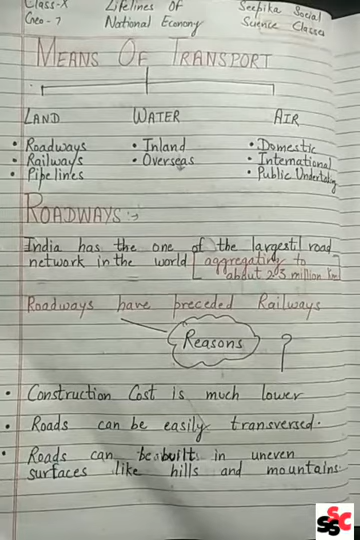 Class-X Lifelines Of Seepika Social
Geo-7 National Economy Science Classes
MEANS OF TRANSPORT
LAND WATER AIR
• Roadways • Inland • Domestic
• Railways • Overseas • International
• Pipelines • Public Undertaking
ROADWAYS :-
India has the one of the largest road
network in the world [aggregating to
about 2.3 million km]
Roadways have preceded Railways
Reasons ?
• Construction Cost is much lower
• Roads can be easily transversed.
• Roads can be built in uneven
surfaces like hills and mountains.
SSC